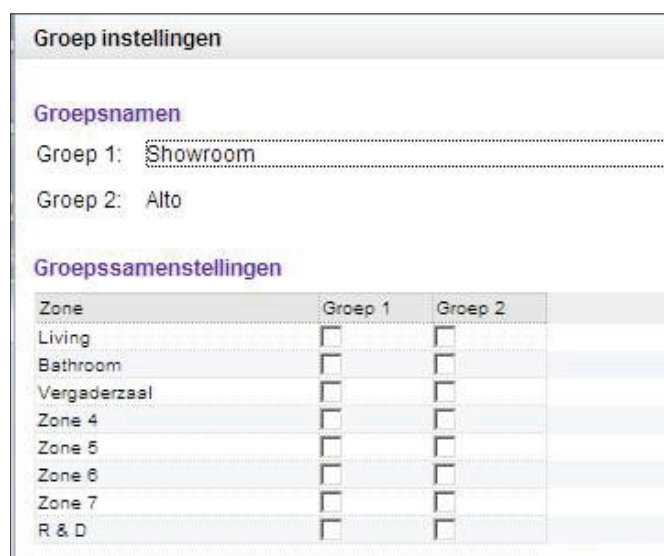 Groep instellingen
Groepsnamen
Groep 1: Showroom
Groep 2: Alto
Groepssamenstellingen
Zone Groep 1 Groep 2
Living
Bathroom
Vergaderzaal
Zone 4
Zone 5
Zone 6
Zone 7
R & D